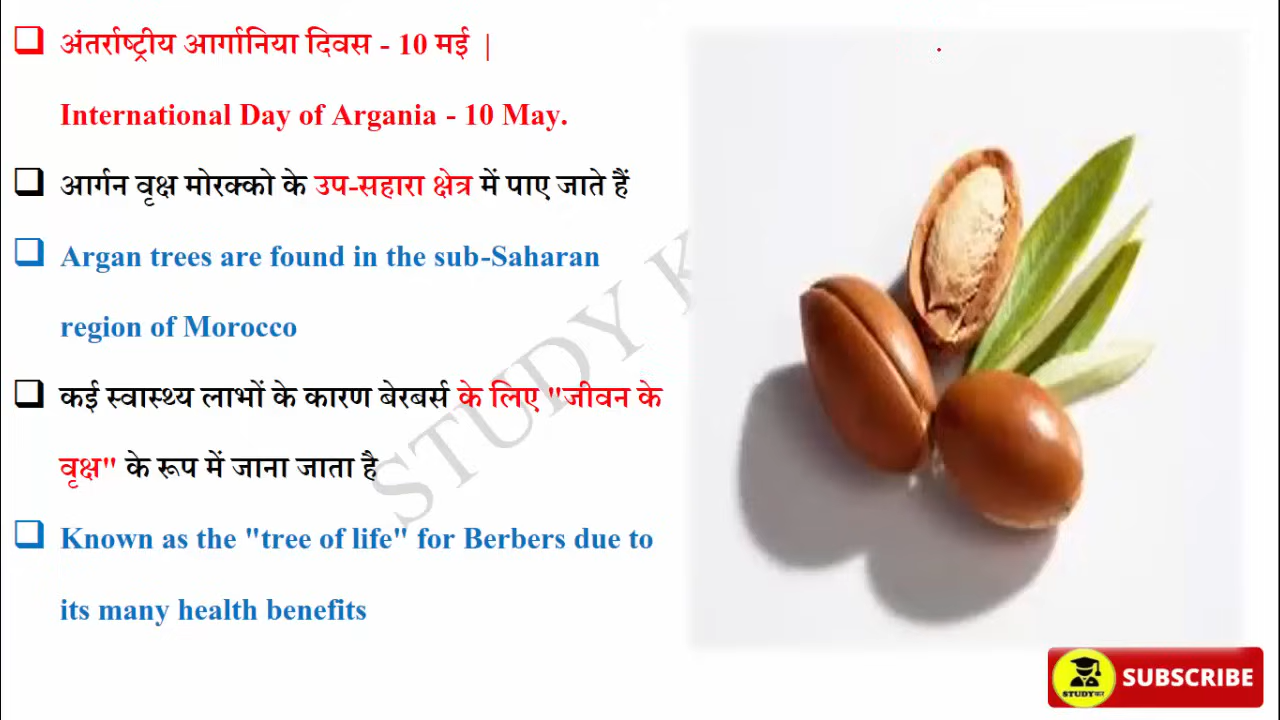 अंतर्राष्ट्रीय आर्गानिया दिवस - 10 मई |
International Day of Argania - 10 May.
आर्गन वृक्ष मोरक्को के उप-सहारा क्षेत्र में पाए जाते हैं
Argan trees are found in the sub-Saharan
region of Morocco
कई स्वास्थ्य लाभों के कारण बेरबर्स के लिए "जीवन के
वृक्ष" के रूप में जाना जाता है
Known as the "tree of life" for Berbers due to
its many health benefits
STUDY K
SUBSCRIBE